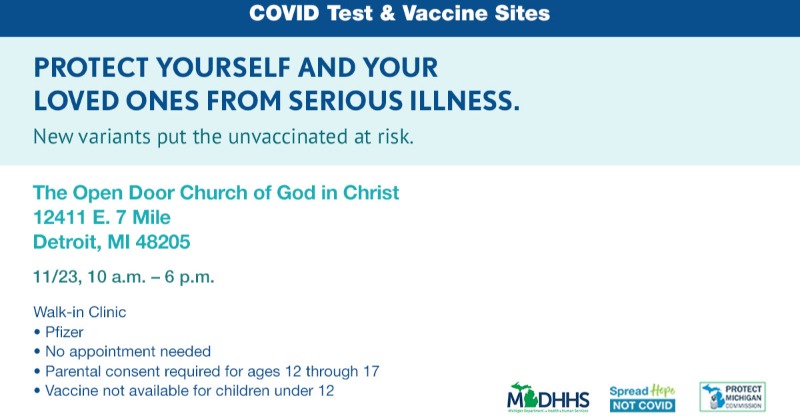 COVID Test & Vaccine Sites
PROTECT YOURSELF AND YOUR
LOVED ONES FROM SERIOUS ILLNESS.
New variants put the unvaccinated at risk.
The Open Door Church of God in Christ
12411 E. 7 Mile
Detroit, MI 48205
11/23, 10 a.m. – 6 p.m.
Walk-in Clinic
• Pfizer
• No appointment needed
• Parental consent required for ages 12 through 17
• Vaccine not available for children under 12
MDHHS
Michigan Department of Health & Human Services
Spread Hope
NOT COVID
PROTECT
MICHIGAN
COMMISSION